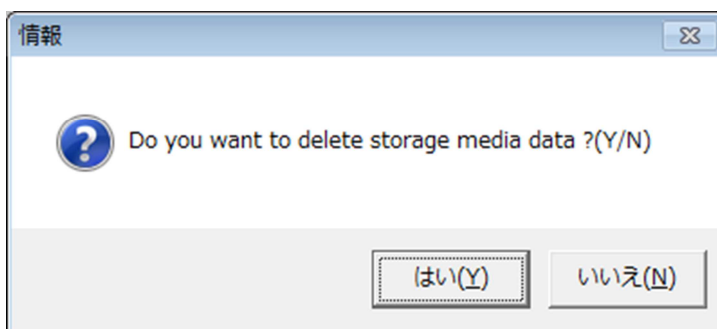 情報
Do you want to delete storage media data ?(Y/N)
はい(Y)
いいえ(N)